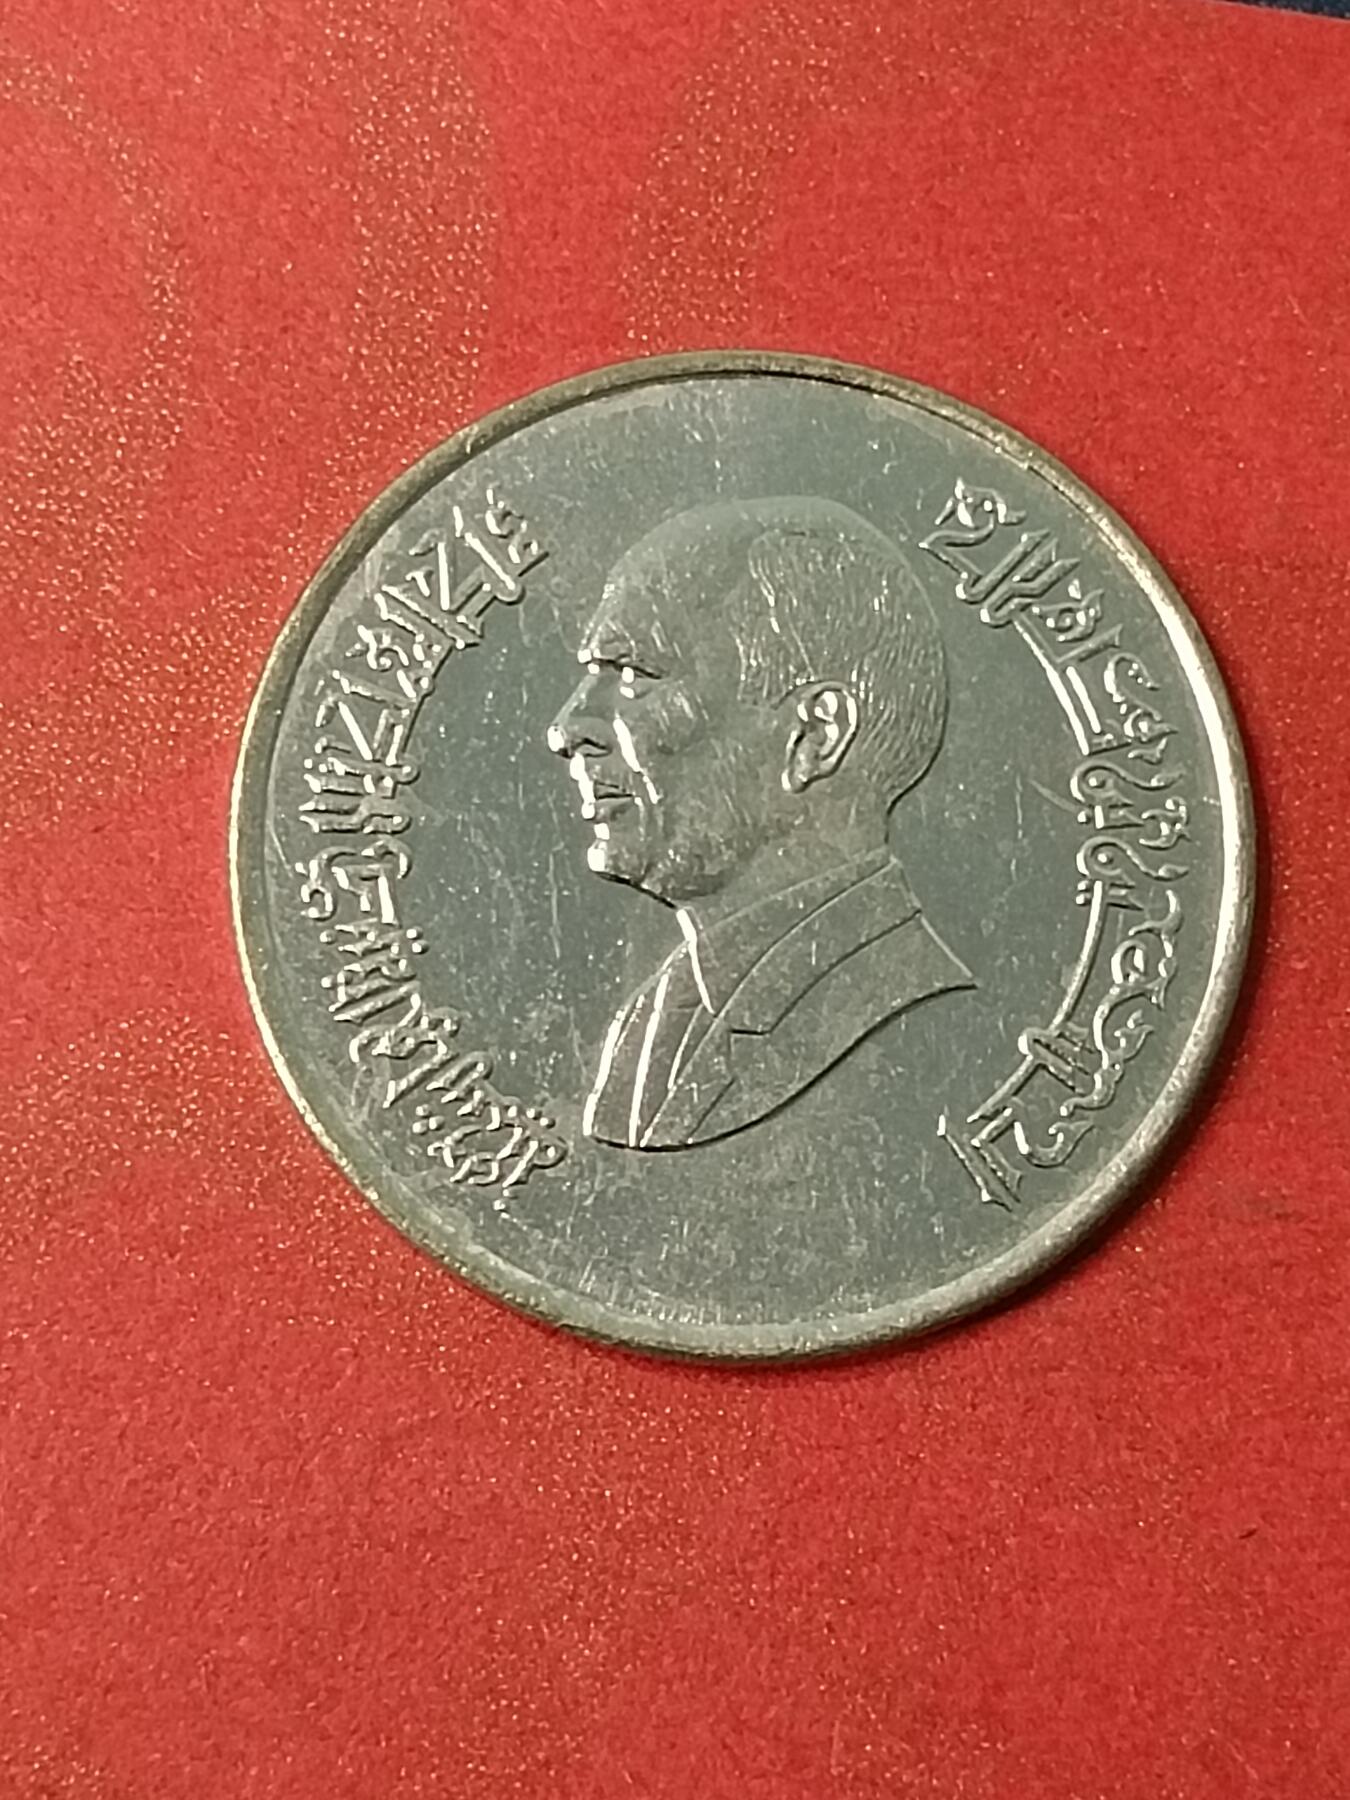 الحسين بن طلال
ملك المملكة الأردنية الهاشمية